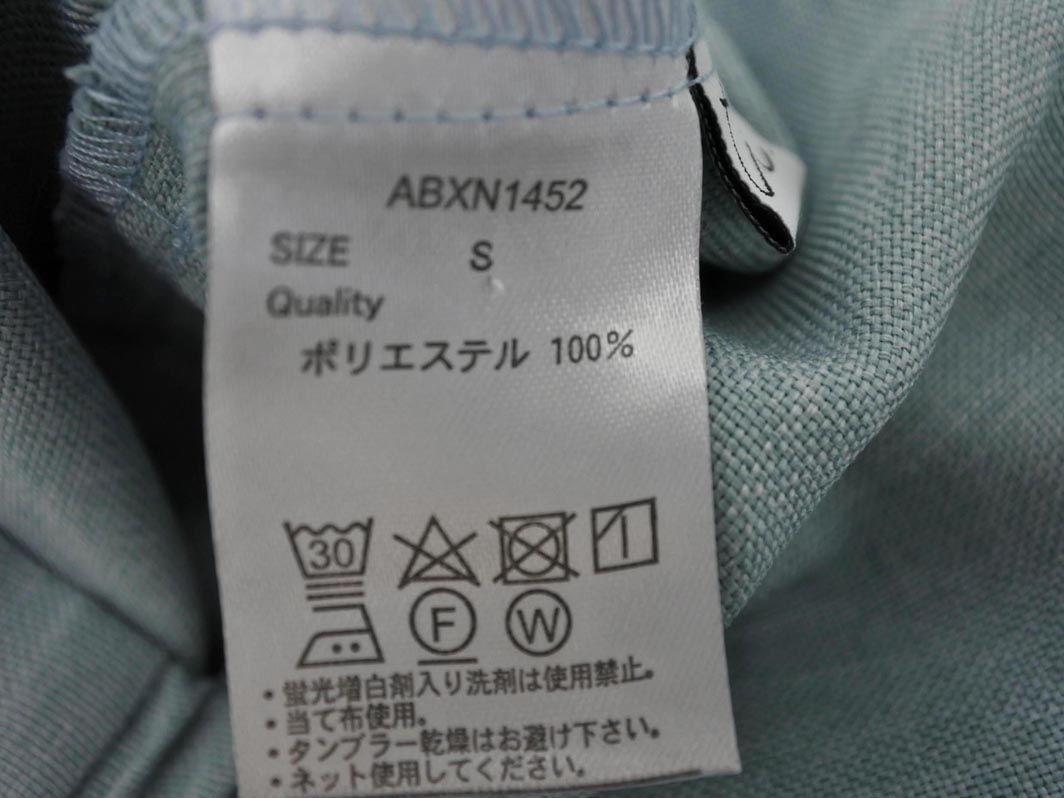 ABXN1452
SIZE S
Quality
ポリエステル 100%
30
F W
・蛍光増白剤入り洗剤は使用禁止。
・当て布使用。
・タンブラー乾燥はお避け下さい。
・ネット使用してください。